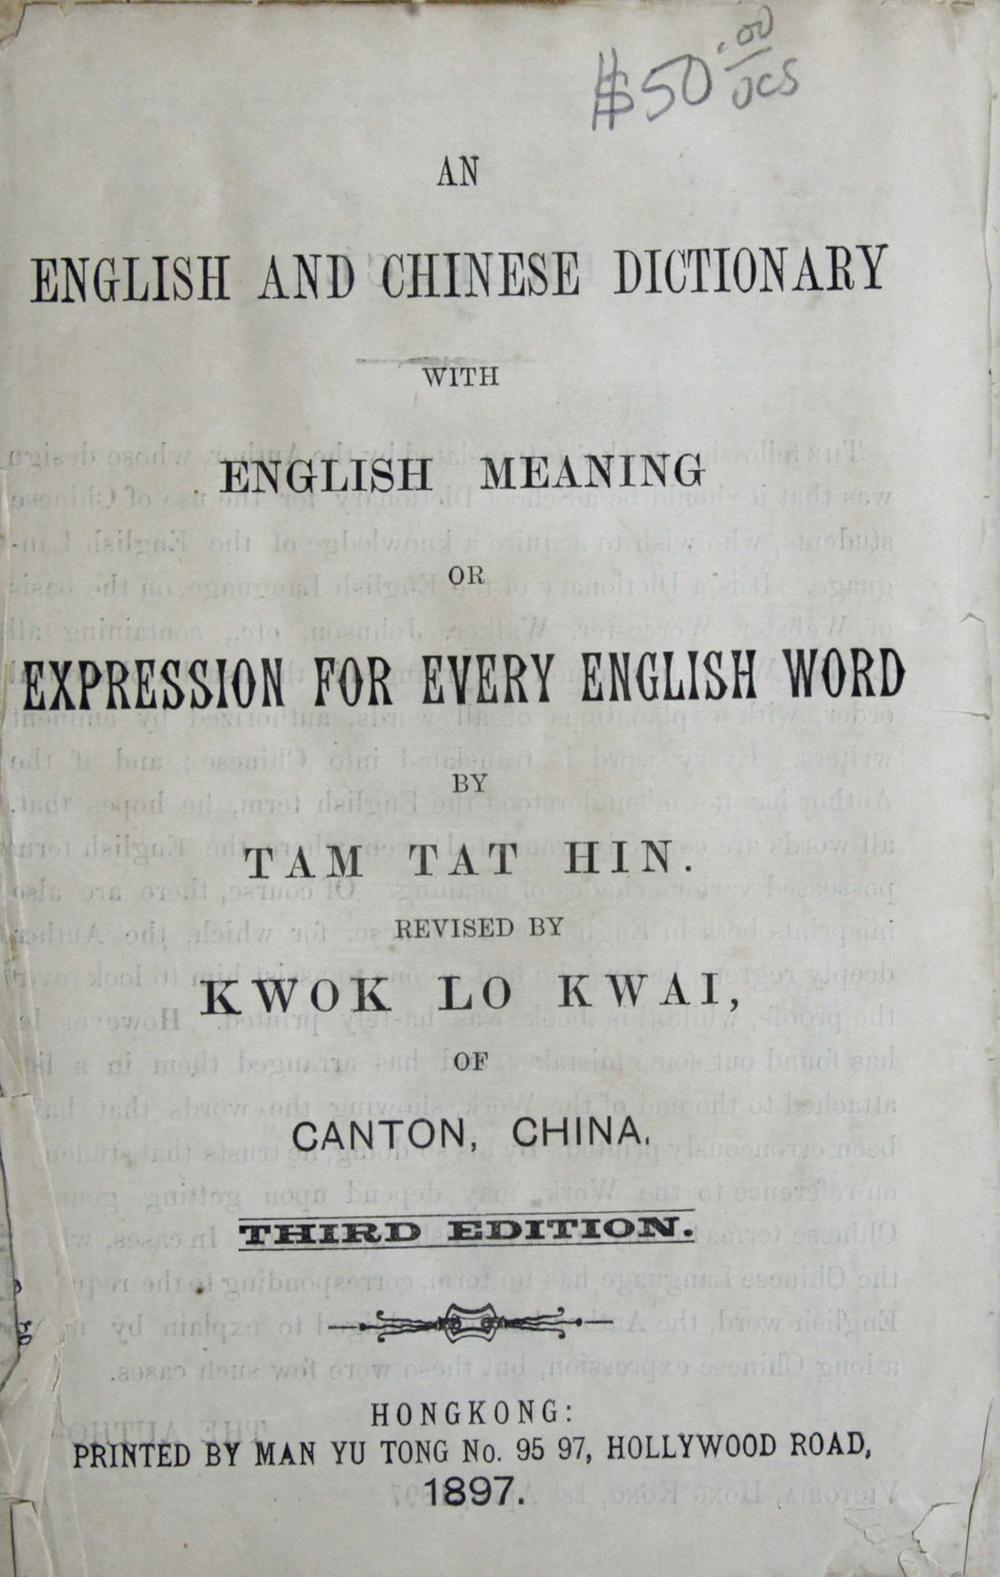 $50.00
OCS
AN
ENGLISH AND CHINESE DICTIONARY
WITH
ENGLISH MEANING
OR
EXPRESSION FOR EVERY ENGLISH WORD
BY
TAM TAT HIN.
REVISED BY
KWOK LO KWAI,
OF
CANTON, CHINA.
THIRD EDITION.
HONGKONG:
PRINTED BY MAN YU TONG No. 95 97, HOLLYWOOD ROAD,
1897.